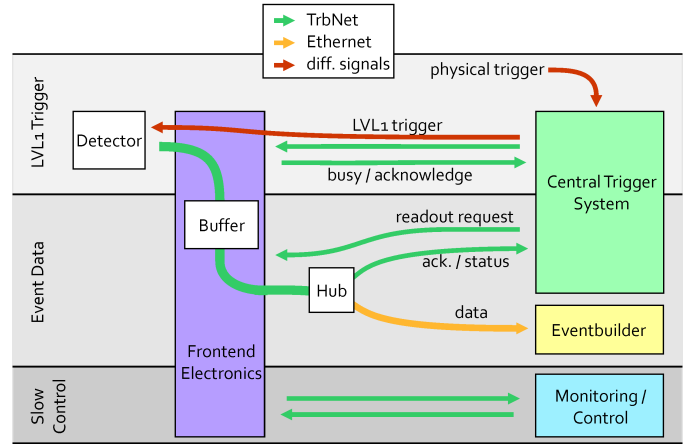 TrbNet
Ethernet
diff. signals
physical trigger
LVL1 Trigger
Detector
LVL1 trigger
busy / acknowledge
Central Trigger
System
Event Data
Buffer
readout request
ack. / status
Hub
data
Eventbuilder
Frontend
Electronics
Slow
Control
Monitoring /
Control